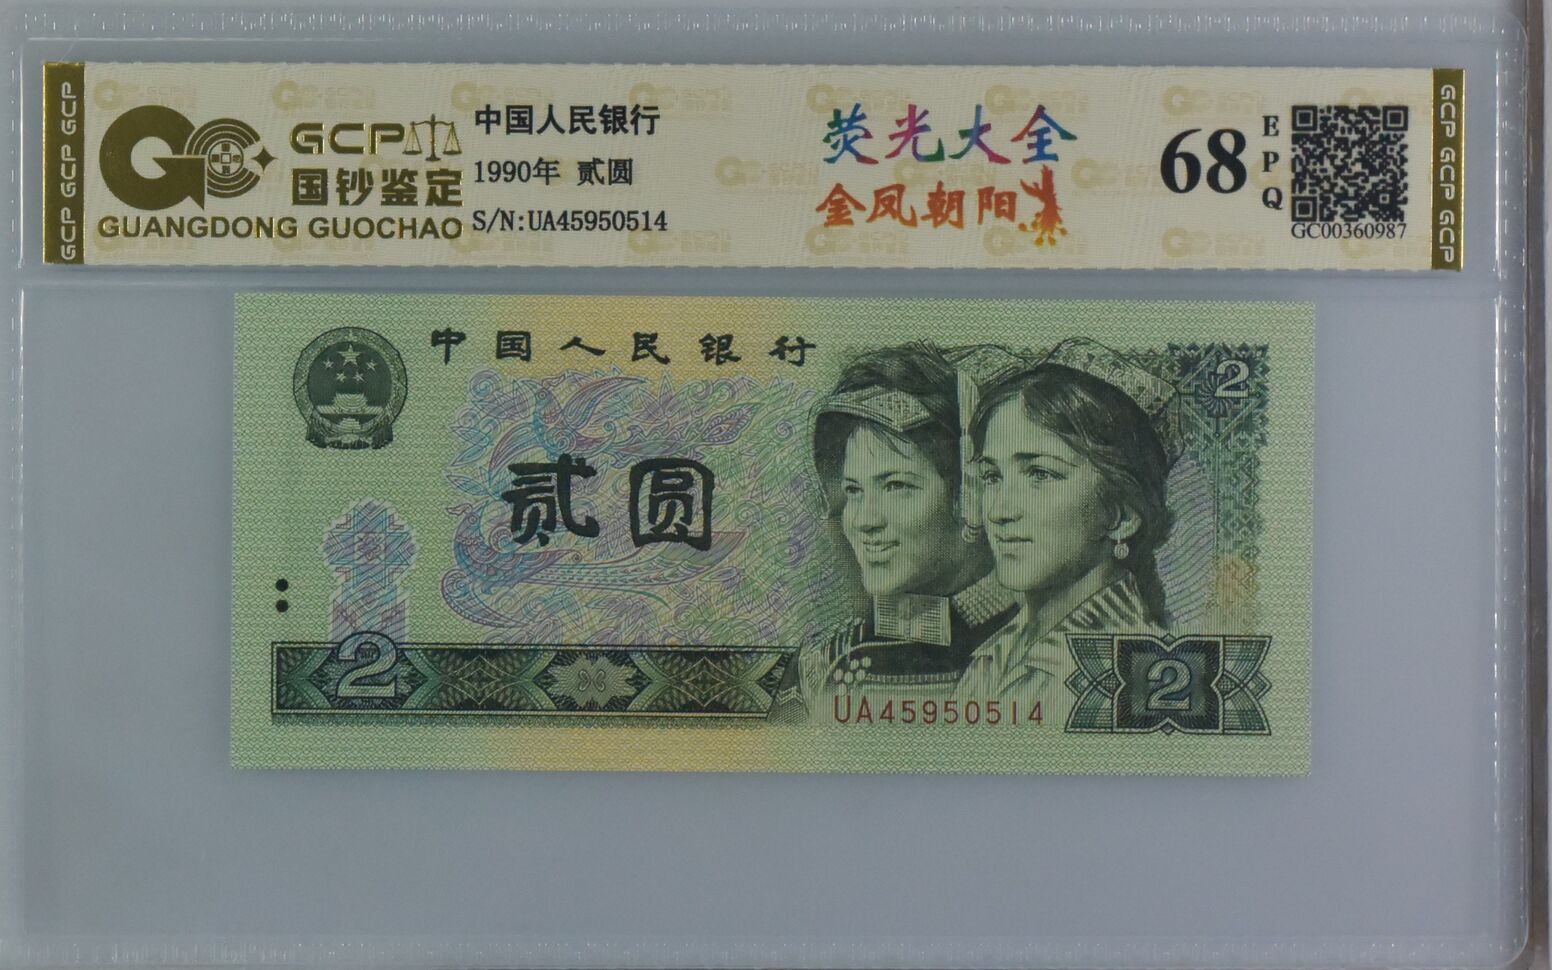 GCP GCP GCP
GCP
国钞鉴定
GUANGDONG GUOCHAO
中国人民银行
1990年 贰圆
S/N:UA45950514
荧光大全
金凤朝阳
68
EPQ
GC00360987
GCP GCP GCP
中国人民银行
2
贰圆
2
2
UA45950514